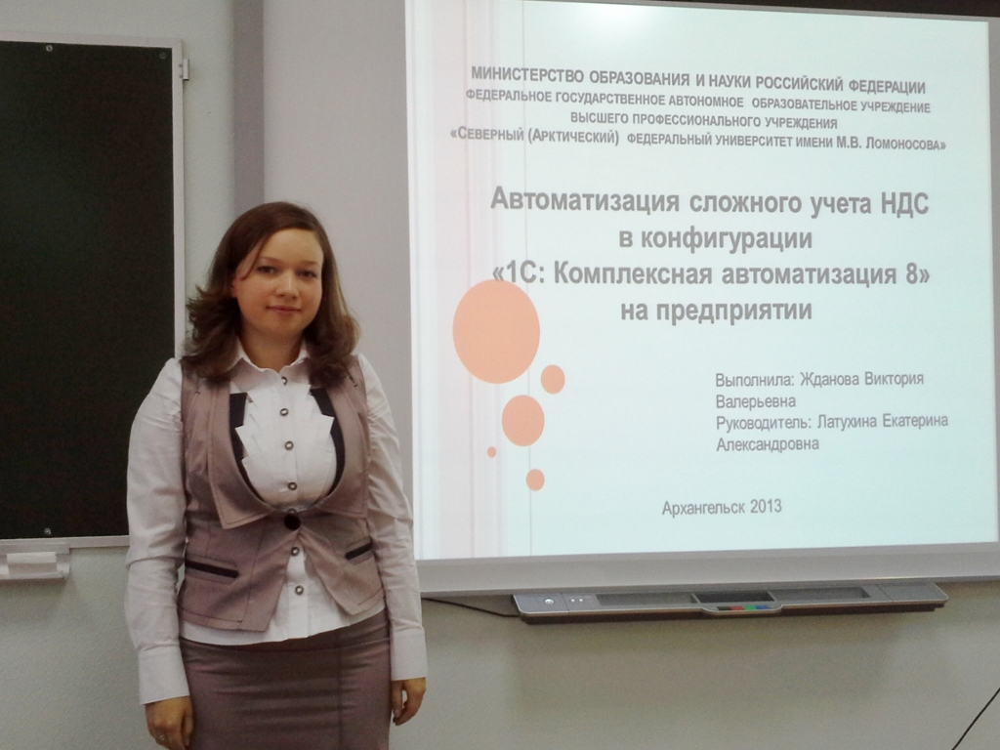 МИНИСТЕРСТВО ОБРАЗОВАНИЯ И НАУКИ РОССИЙСКИЙ ФЕДЕРАЦИИ
ФЕДЕРАЛЬНОЕ ГОСУДАРСТВЕННОЕ АВТОНОМНОЕ ОБРАЗОВАТЕЛЬНОЕ УЧРЕЖДЕНИЕ
ВЫСШЕГО ПРОФЕССИОНАЛЬНОГО УЧРЕЖДЕНИЯ
«СЕВЕРНЫЙ (АРКТИЧЕСКИЙ) ФЕДЕРАЛЬНЫЙ УНИВЕРСИТЕТ ИМЕНИ М.В. ЛОМОНОСОВА»
Автоматизация сложного учета НДС
в конфигурации
«1С: Комплексная автоматизация 8»
на предприятии
Выполнила: Жданова Виктория
Валерьевна
Руководитель: Латухина Екатерина
Александровна
Архангельск 2013